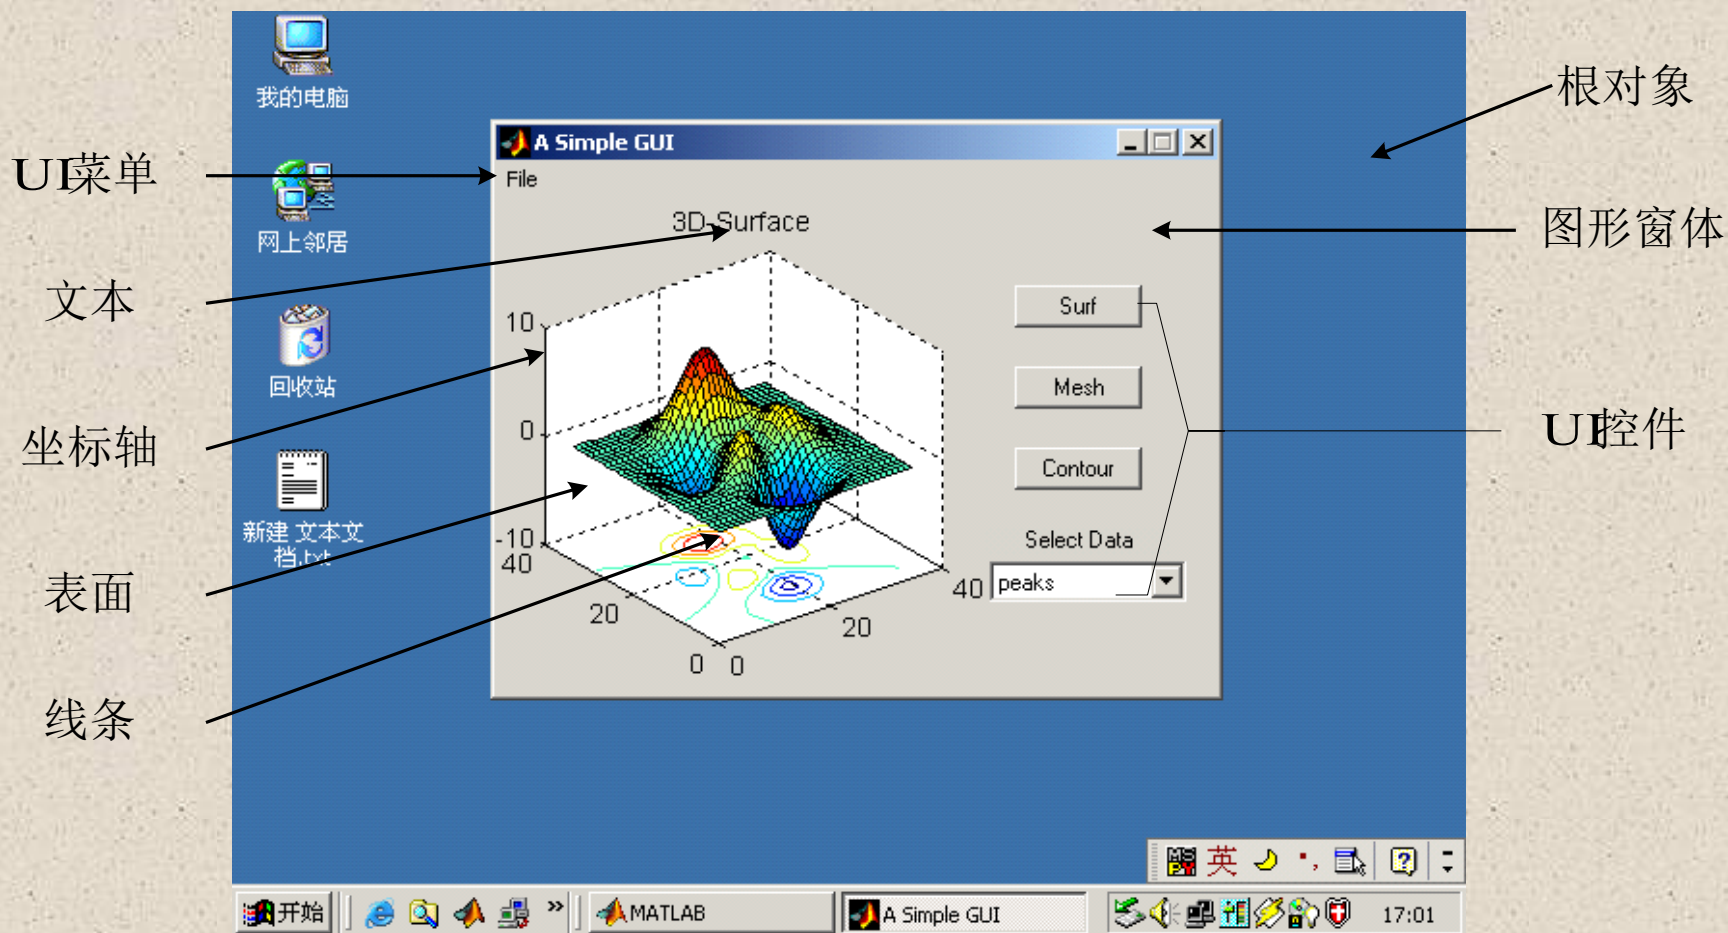 我的电脑
网上邻居
回收站
新建 文本文
档.txt
UI菜单
文本
坐标轴
表面
线条
根对象
图形窗体
UI控件
A Simple GUI
File
3D-Surface
10
0
-10
40
20
0
0
20
40
Surf
Mesh
Contour
Select Data
peaks
英
开始
MATLAB
A Simple GUI
17:01